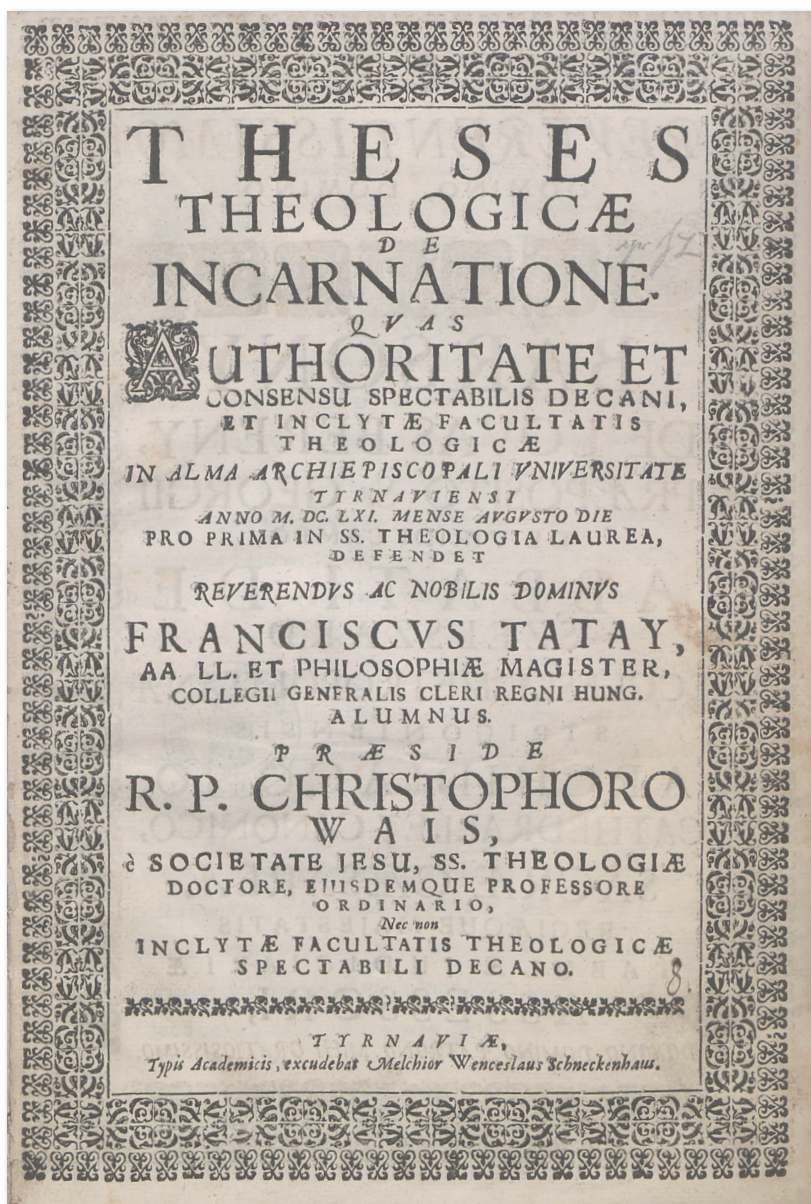 THESES
THEOLOGICÆ
DE
INCARNATIONE.
QVAS
AUTHORITATE ET
CONSENSU SPECTABILIS DECANI,
ET INCLYTÆ FACULTATIS
THEOLOGICÆ
IN ALMA ARCHIEPISCOPALI VNIVERSITATE
TYRNAVIENSI
ANNO M. DC. LXI. MENSE AVGVSTO DIE
PRO PRIMA IN SS. THEOLOGIA LAUREA,
DEFENDET
REVERENDVS AC NOBILIS DOMINVS
FRANCISCVS TATAY,
AA LL. ET PHILOSOPHIÆ MAGISTER,
COLLEGII GENERALIS CLERI REGNI HUNG.
ALUMNUS.
PRÆSIDE
R. P. CHRISTOPHORO
WAIS,
è SOCIETATE JESU, SS. THEOLOGIÆ
DOCTORE, EJUSDEMQUE PROFESSORE
ORDINARIO,
Nec non
INCLYTÆ FACULTATIS THEOLOGICÆ
SPECTABILI DECANO.
8.
TYRNAVIÆ,
Typis Academicis, excudebat Melchior Wenceslaus Schneckenhaus.